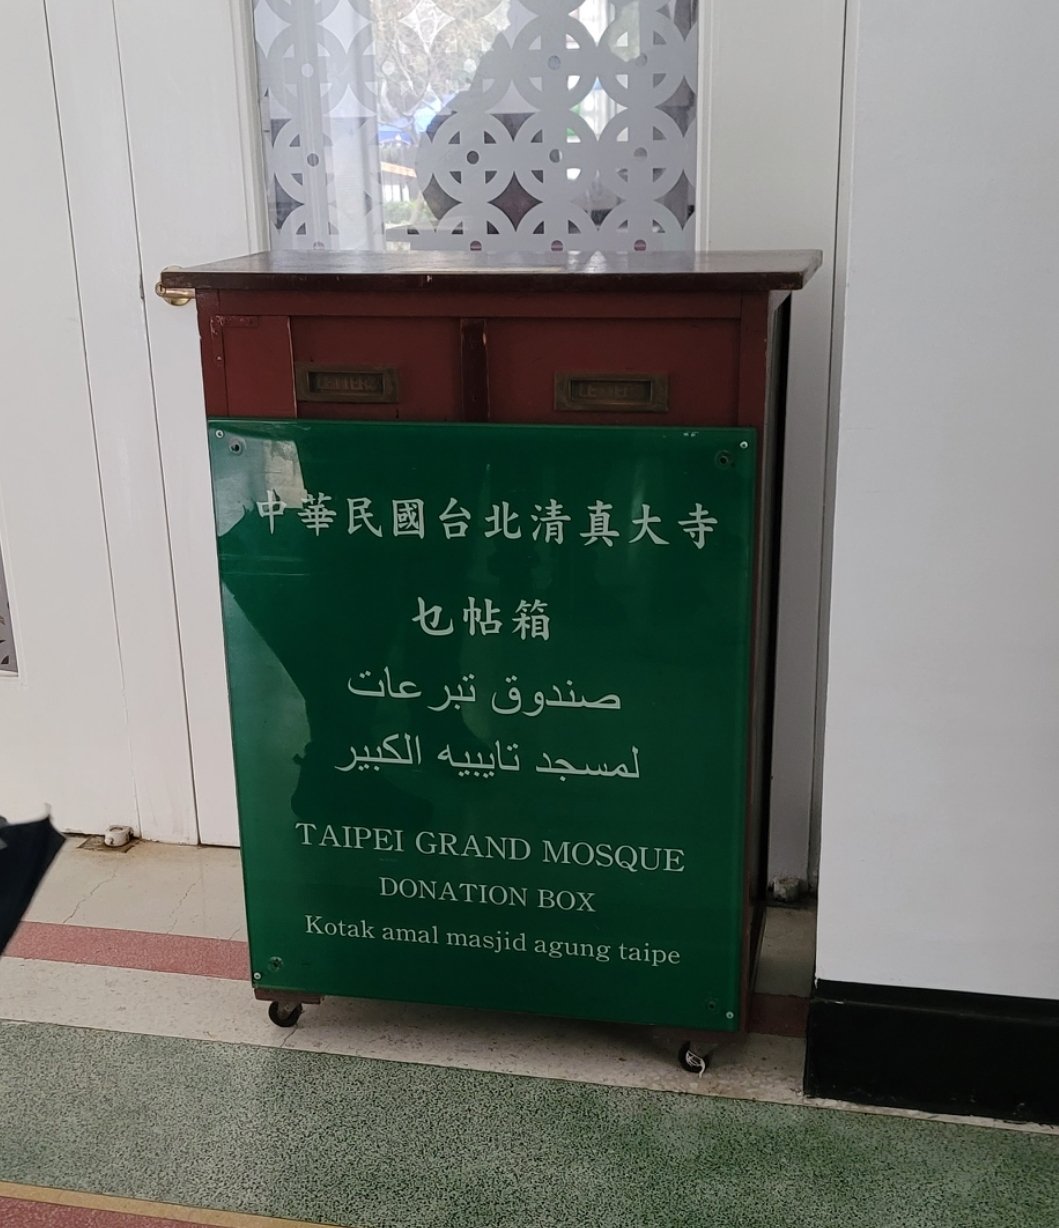 中華民國台北清真大寺
乜帖箱
صندوق تبرعات
لمسجد تايبيه الكبير
TAIPEI GRAND MOSQUE
DONATION BOX
Kotak amal masjid agung taipe